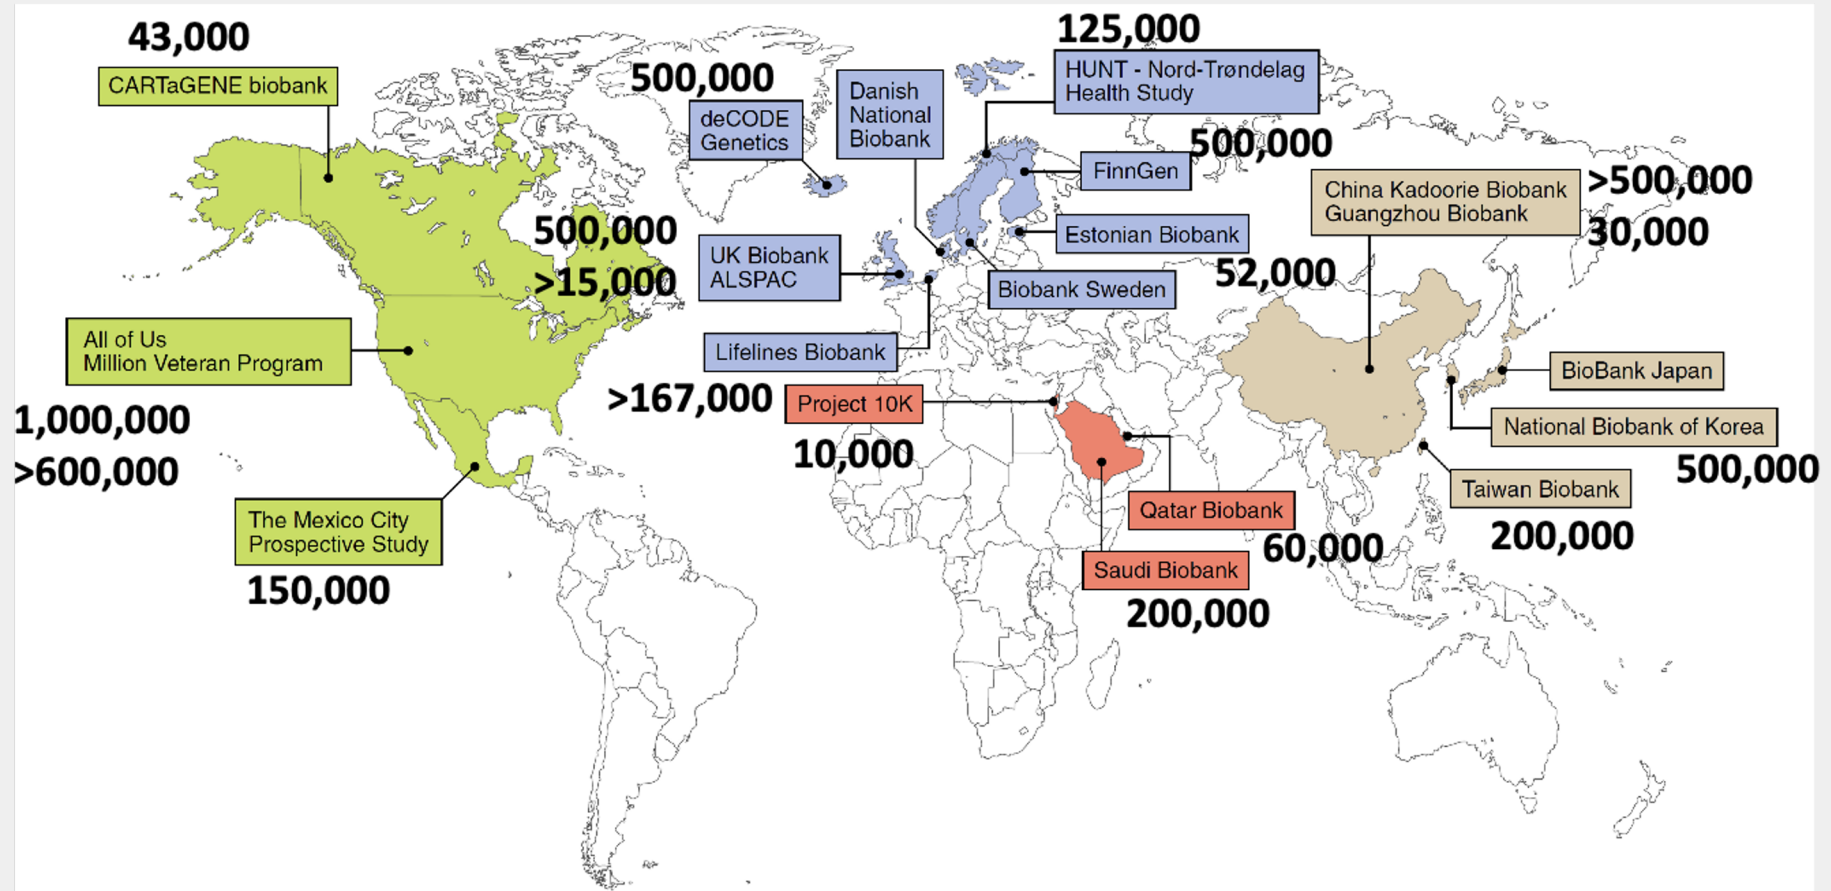 43,000
CARTaGENE biobank
500,000
deCODE
Genetics
Danish
National
Biobank
125,000
HUNT - Nord-Trøndelag
Health Study
500,000
FinnGen
China Kadoorie Biobank
Guangzhou Biobank
>500,000
30,000
500,000
>15,000
UK Biobank
ALSPAC
Estonian Biobank
52,000
Biobank Sweden
All of Us
Million Veteran Program
1,000,000
>600,000
Lifelines Biobank
>167,000
Project 10K
10,000
BioBank Japan
National Biobank of Korea
500,000
Taiwan Biobank
200,000
The Mexico City
Prospective Study
150,000
Qatar Biobank
60,000
Saudi Biobank
200,000